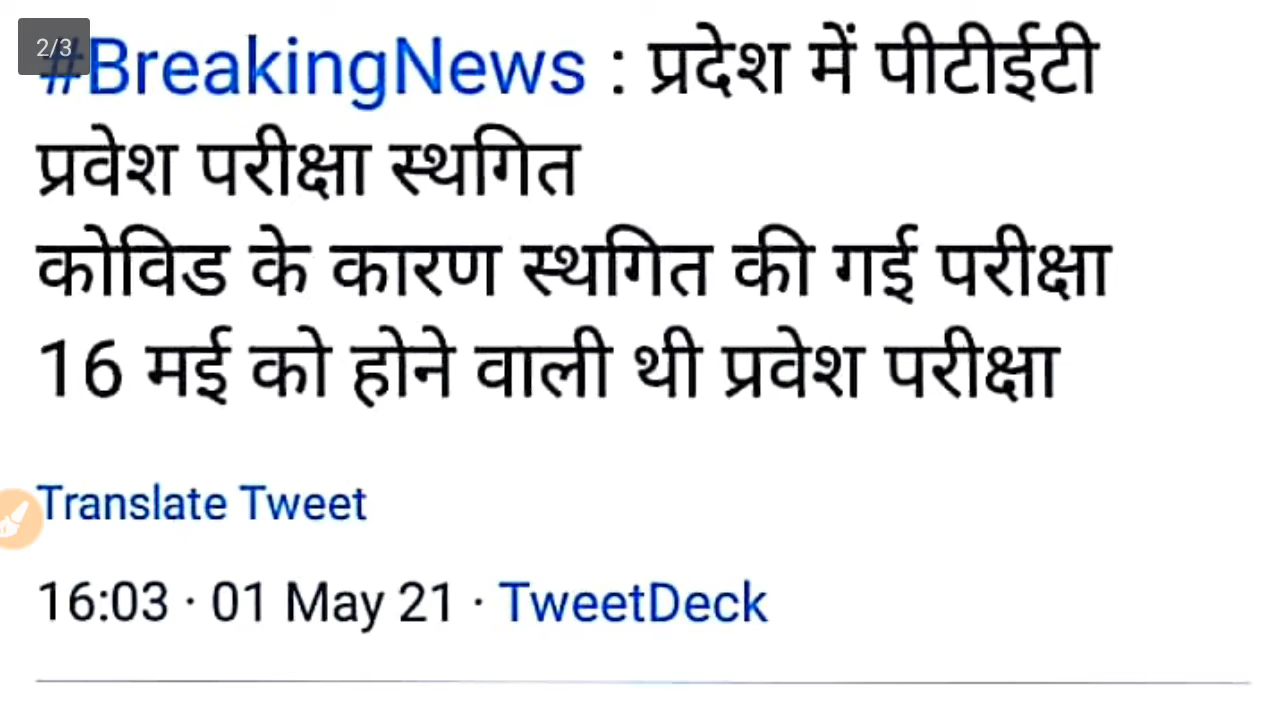 2/3
#BreakingNews : प्रदेश में पीटीईटी
प्रवेश परीक्षा स्थगित
कोविड के कारण स्थगित की गई परीक्षा
16 मई को होने वाली थी प्रवेश परीक्षा
Translate Tweet
16:03 · 01 May 21 · TweetDeck